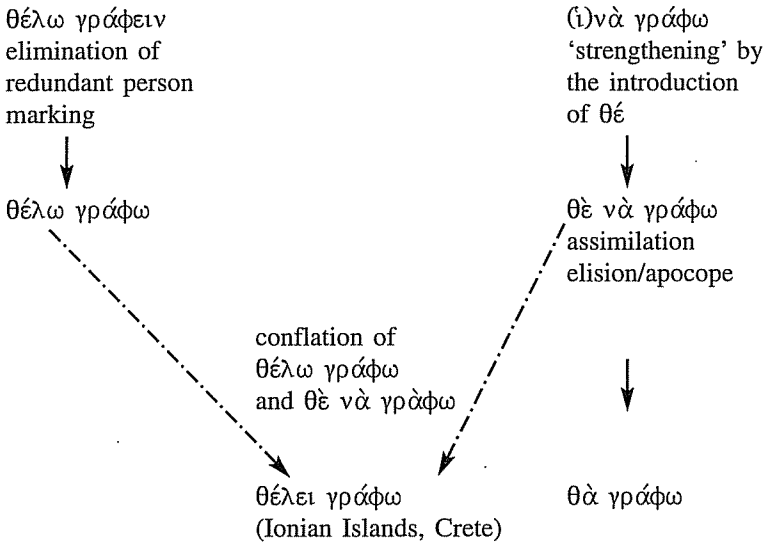 θέλω γράφειν
elimination of
redundant person
marking
(ἱ)νὰ γράφω
‘strengthening’ by
the introduction
of θέ
θέλω γράφω
θὲ νὰ γράφω
assimilation
elision/apocope
conflation of
θέλω γράφω
and θὲ νὰ γρὰφω
θέλει γράφω
(Ionian Islands, Crete)
θὰ γράφω